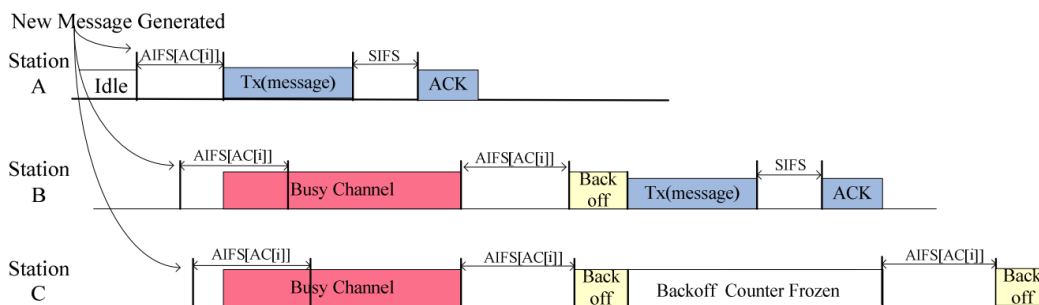 New Message Generated
Station
A
Idle
AIFS[AC[i]]
Tx(message)
SIFS
ACK
Station
B
AIFS[AC[i]]
Busy Channel
AIFS[AC[i]]
Back
off
Tx(message)
SIFS
ACK
Station
C
AIFS[AC[i]]
Busy Channel
AIFS[AC[i]]
Back
off
Backoff Counter Frozen
AIFS[AC[i]]
Back
off